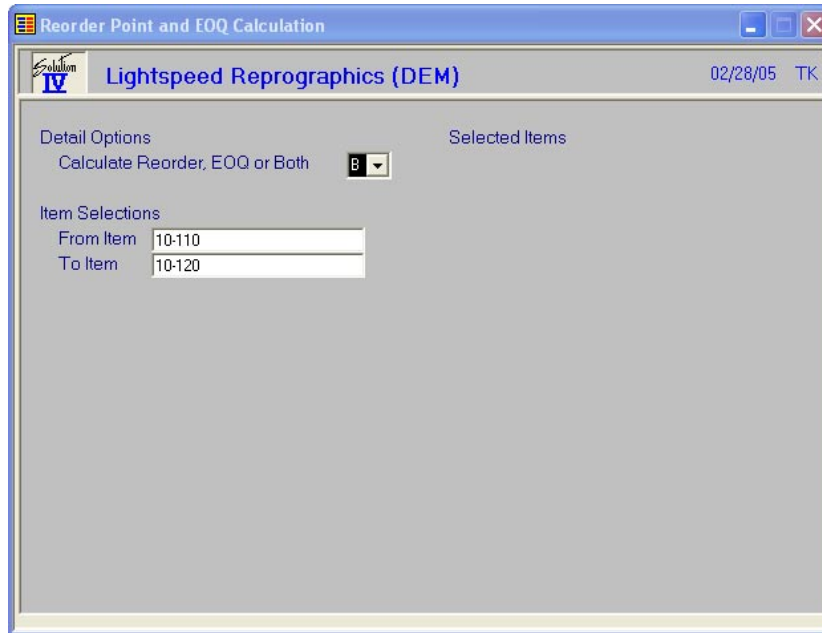 Reorder Point and EOQ Calculation
Solution IV
Lightspeed Reprographics (DEM)
02/28/05 TK
Detail Options
Selected Items
Calculate Reorder, EOQ or Both B
Item Selections
From Item 10-110
To Item 10-120